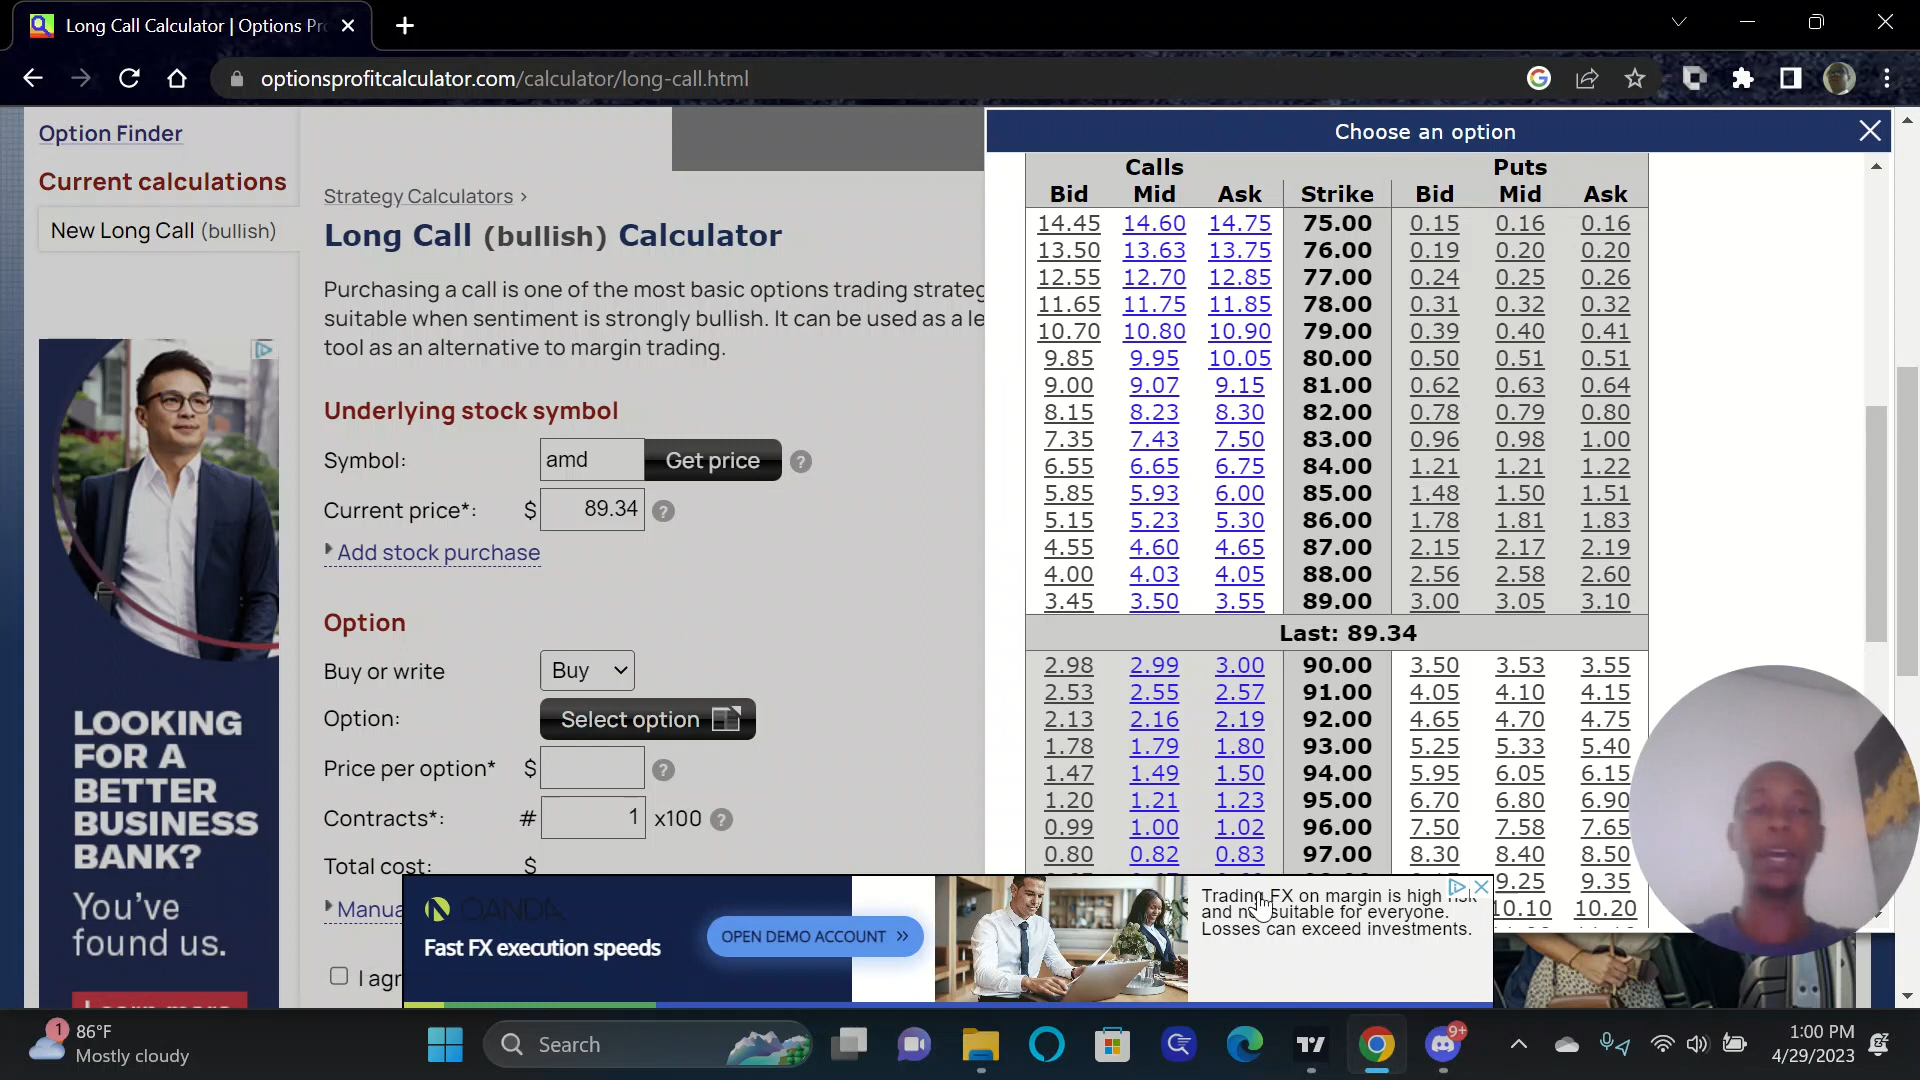 Long Call Calculator | Options Pr
optionsprofitcalculator.com/calculator/long-call.html
Option Finder
Current calculations
New Long Call (bullish)
LOOKING
FOR A
BETTER
BUSINESS
BANK?
You've
found us.
Strategy Calculators ›
Long Call (bullish) Calculator
Purchasing a call is one of the most basic options trading strateg
suitable when sentiment is strongly bullish. It can be used as a le
tool as an alternative to margin trading.
Underlying stock symbol
Symbol: amd Get price ?
Current price*: $ 89.34 ?
Add stock purchase
Option
Buy or write Buy
Option: Select option
Price per option* $ ?
Contracts*: # 1 x100 ?
Total cost: $
Manua
I agr
Choose an option
Calls Puts
Bid Mid Ask Strike Bid Mid Ask
14.45 14.60 14.75 75.00 0.15 0.16 0.16
13.50 13.63 13.75 76.00 0.19 0.20 0.20
12.55 12.70 12.85 77.00 0.24 0.25 0.26
11.65 11.75 11.85 78.00 0.31 0.32 0.32
10.70 10.80 10.90 79.00 0.39 0.40 0.41
9.85 9.95 10.05 80.00 0.50 0.51 0.51
9.00 9.07 9.15 81.00 0.62 0.63 0.64
8.15 8.23 8.30 82.00 0.78 0.79 0.80
7.35 7.43 7.50 83.00 0.96 0.98 1.00
6.55 6.65 6.75 84.00 1.21 1.21 1.22
5.85 5.93 6.00 85.00 1.48 1.50 1.51
5.15 5.23 5.30 86.00 1.78 1.81 1.83
4.55 4.60 4.65 87.00 2.15 2.17 2.19
4.00 4.03 4.05 88.00 2.56 2.58 2.60
3.45 3.50 3.55 89.00 3.00 3.05 3.10
Last: 89.34
2.98 2.99 3.00 90.00 3.50 3.53 3.55
2.53 2.55 2.57 91.00 4.05 4.10 4.15
2.13 2.16 2.19 92.00 4.65 4.70 4.75
1.78 1.79 1.80 93.00 5.25 5.33 5.40
1.47 1.49 1.50 94.00 5.95 6.05 6.15
1.20 1.21 1.23 95.00 6.70 6.80 6.90
0.99 1.00 1.02 96.00 7.50 7.58 7.65
0.80 0.82 0.83 97.00 8.30 8.40 8.50
9.25 9.35
10.10 10.20
OANDA
Fast FX execution speeds
OPEN DEMO ACCOUNT »
Trading FX on margin is high
and suitable for everyone.
Losses can exceed investments.
1
86°F
Mostly cloudy
Search
9+
1:00 PM
4/29/2023